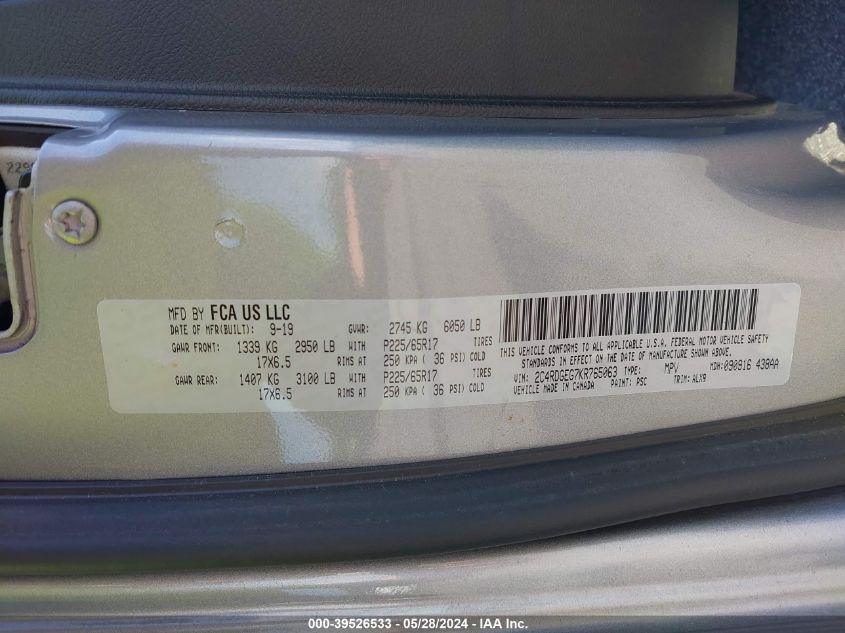 229
MFD BY FCA US LLC
DATE OF MFR(BUILT): 9-19 GVWR: 2745 KG 6050 LB
GAWR FRONT: 1339 KG 2950 LB WITH P225/65R17 TIRES
17X6.5 RIMS AT 250 KPA ( 36 PSI) COLD
GAWR REAR: 1407 KG 3100 LB WITH P225/65R17 TIRES
17X6.5 RIMS AT 250 KPA ( 36 PSI) COLD
THIS VEHICLE CONFORMS TO ALL APPLICABLE U.S.A. FEDERAL MOTOR VEHICLE SAFETY
STANDARDS IN EFFECT ON THE DATE OF MANUFACTURE SHOWN ABOVE.
VIN: 2C4RDGEG7KR765063 TYPE: MPV MDH: 090916 438AA
VEHICLE MADE IN CANADA PAINT: PSC TRIM: ALX9
000-39526533 - 05/28/2024 - IAA Inc.